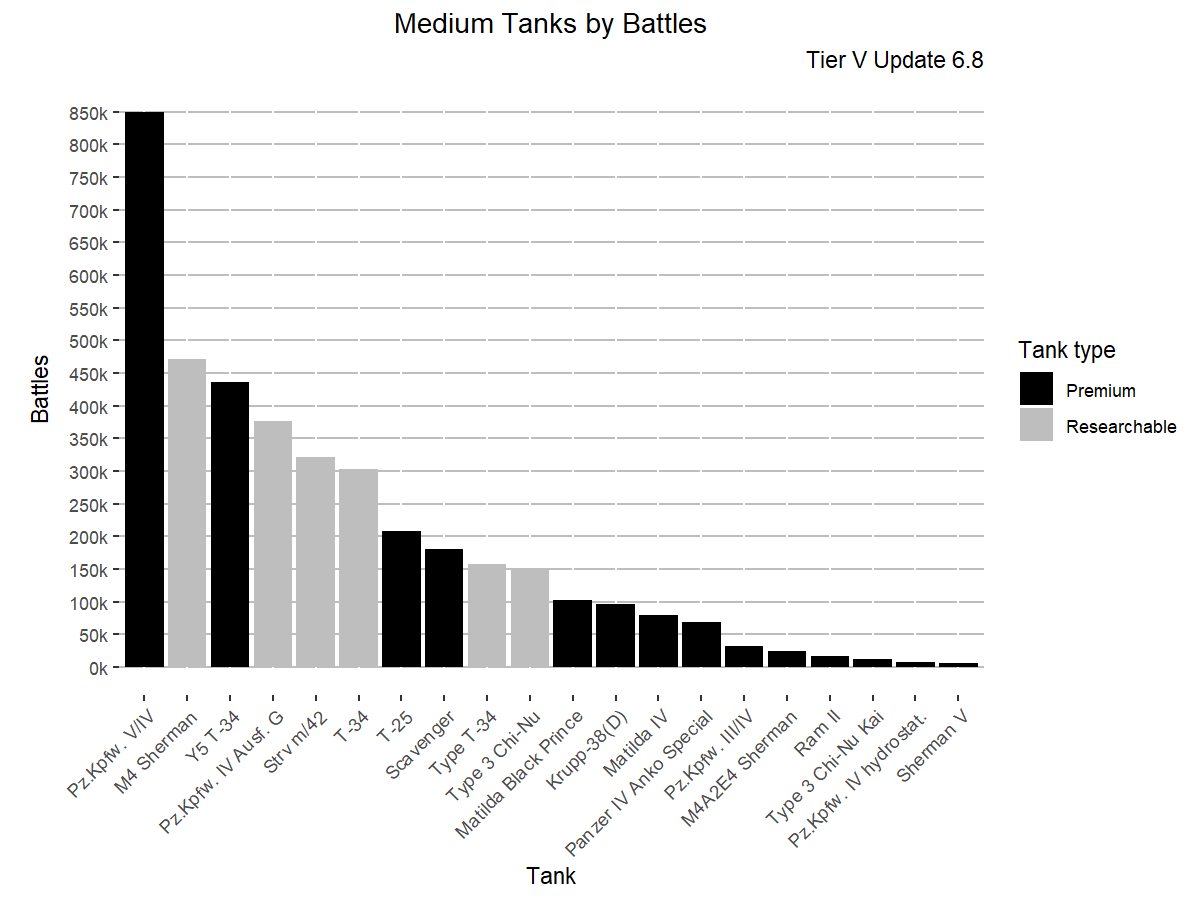 Medium Tanks by Battles
Tier V Update 6.8
850k
800k
750k
700k
650k
600k
550k
500k
450k
400k
350k
300k
250k
200k
150k
100k
50k
0k
Battles
Pz.Kpfw. V/IV
M4 Sherman
Y5 T-34
Pz.Kpfw. IV Ausf. G
Strv m/42
T-34
T-25
Scavenger
Type T-34
Type 3 Chi-Nu
Matilda Black Prince
Krupp-38(D)
Matilda IV
Panzer IV Anko Special
Pz.Kpfw. III/IV
M4A2E4 Sherman
Ram II
Type 3 Chi-Nu Kai
Pz.Kpfw. IV hydrostat.
Sherman V
Tank
Tank type
Premium
Researchable